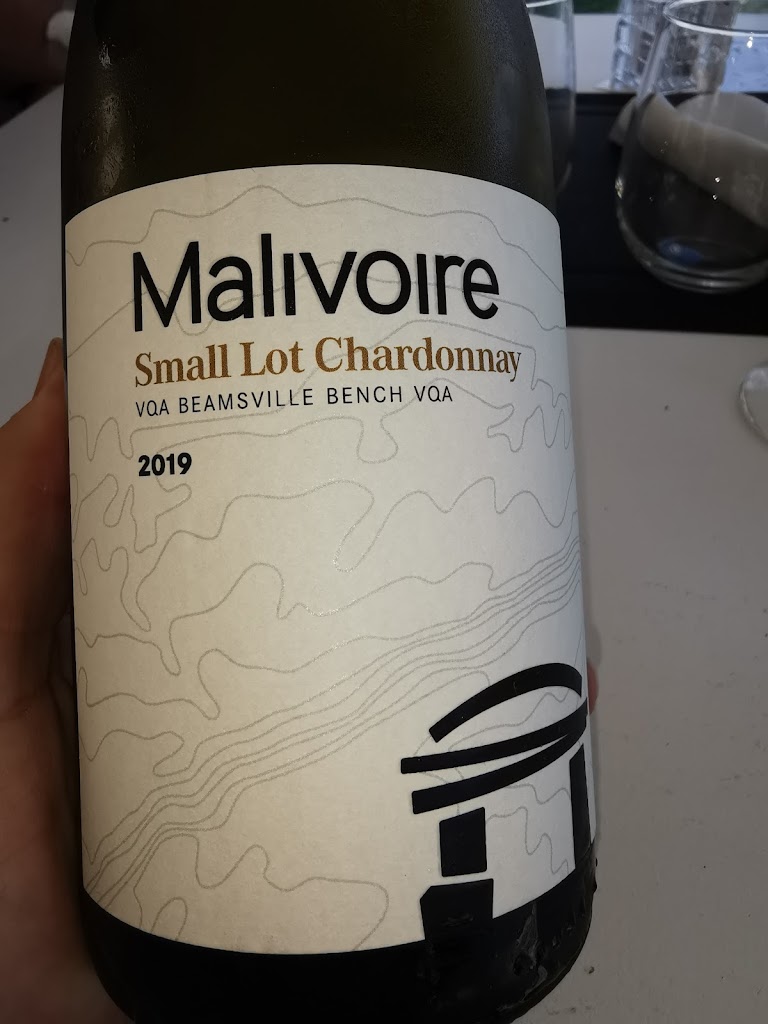 Malivoire
Small Lot Chardonnay
VQA BEAMSVILLE BENCH VQA
2019